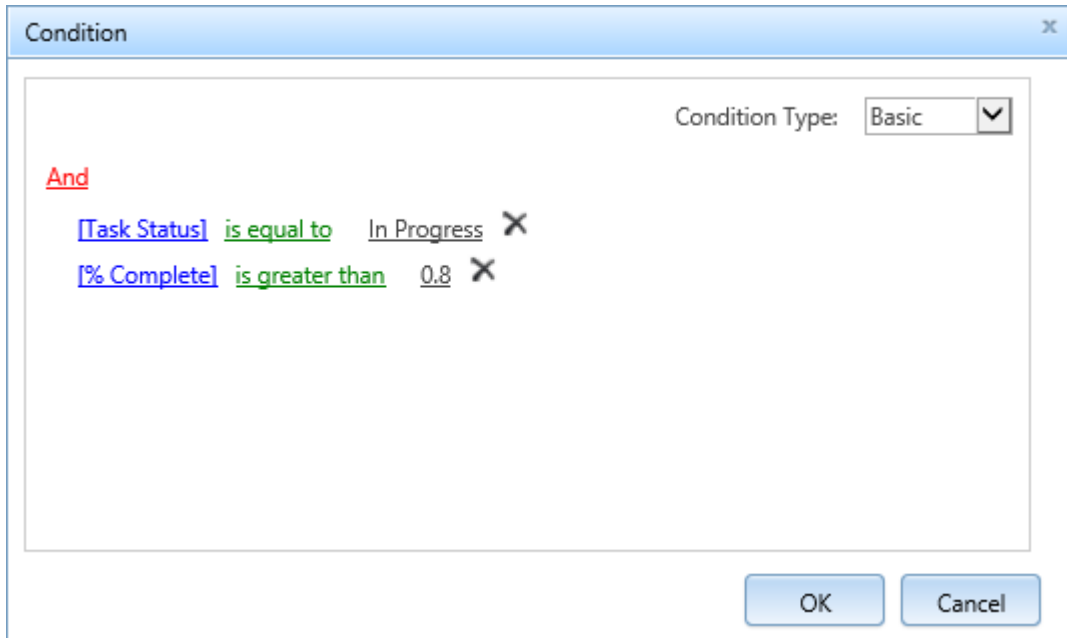 Condition
Condition Type: Basic
And
[Task Status] is equal to In Progress
[% Complete] is greater than 0.8
OK Cancel